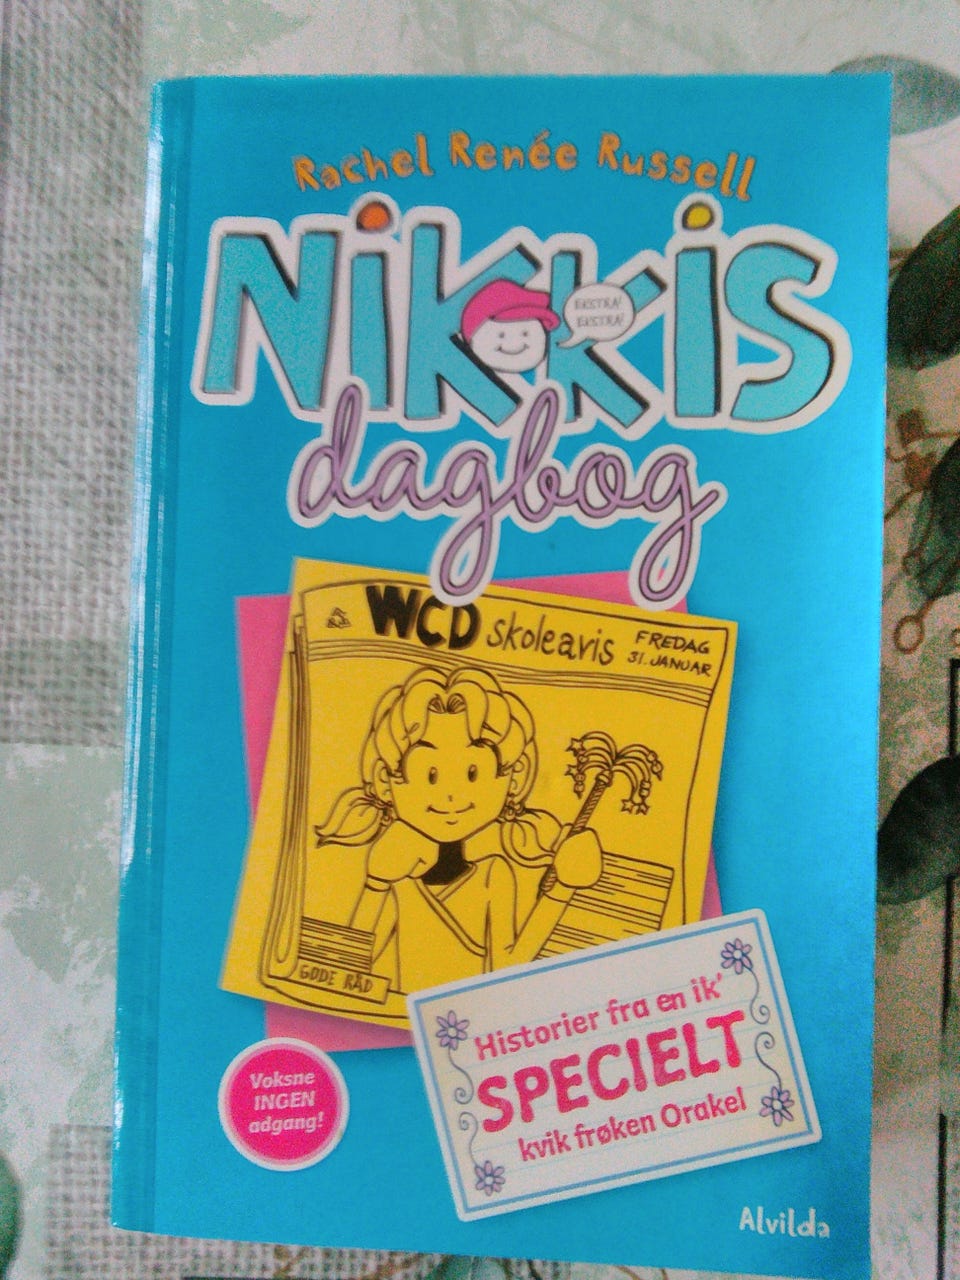 Rachel Renée Russell
NiKKiS
EKSTRA!
EKSTRA!
dagbog
WCD skoleavis
FREDAG
31. JANUAR
GODE RÅD
Historier fra en ik'
SPECIELT
kvik frøken Orakel
Voksne
INGEN
adgang!
Alvilda